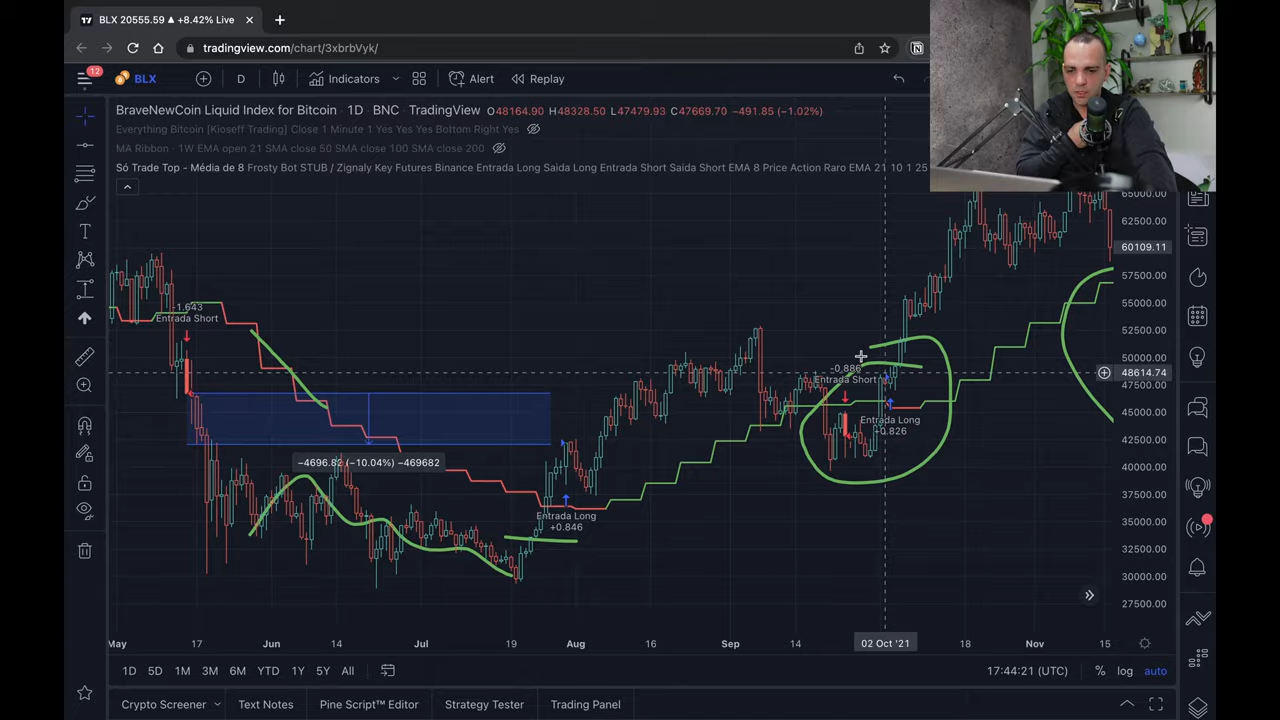 BLX 20555.59 ▲ +8.42% Live
tradingview.com/chart/3xbrbVyk/
12
BLX
D
Indicators
Alert
Replay
BraveNewCoin Liquid Index for Bitcoin · 1D · BNC · TradingView O48164.90 H48328.50 L47479.93 C47669.70 −491.85 (−1.02%)
Everything Bitcoin [Kioseff Trading] Close 1 Minute 1 Yes Yes Yes Bottom Right Yes
MA Ribbon · 1W EMA open 21 SMA close 50 SMA close 100 SMA close 200
Só Trade Top - Média de 8 Frosty Bot STUB / Zignaly Key Futures Binance Entrada Long Saida Long Entrada Short Saida Short EMA 8 Price Action Raro EMA 21 10 1 25
65000.00
62500.00
60109.11
57500.00
55000.00
52500.00
50000.00
48614.74
47500.00
45000.00
42500.00
40000.00
37500.00
35000.00
32500.00
30000.00
27500.00
-1.643
Entrada Short
−4696.82 (−10.04%) −469682
Entrada Long
+0.846
-0.886
Entrada Short
Entrada Long
+0.826
May 17 Jun 14 Jul 19 Aug 16 Sep 14 02 Oct '21 18 Nov 15
1D 5D 1M 3M 6M YTD 1Y 5Y All
17:44:21 (UTC) % log auto
Crypto Screener Text Notes Pine Script™ Editor Strategy Tester Trading Panel